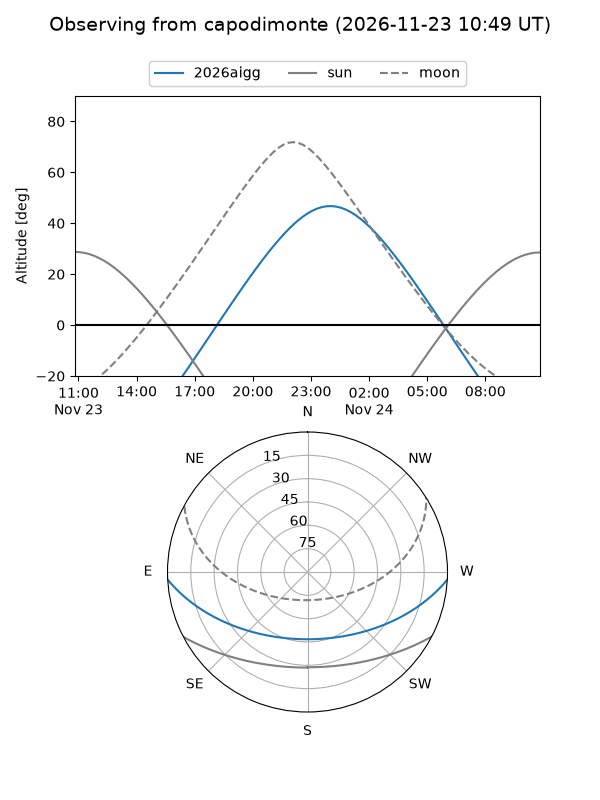 Observing from capodimonte (2026-11-23 10:49 UT)
2026aigg sun moon
Altitude [deg]
80
60
40
20
0
−20
11:00 14:00 17:00 20:00 23:00 02:00 05:00 08:00
Nov 23 Nov 24
N
NE NW
15
30
45
60
75
E W
SE SW
S